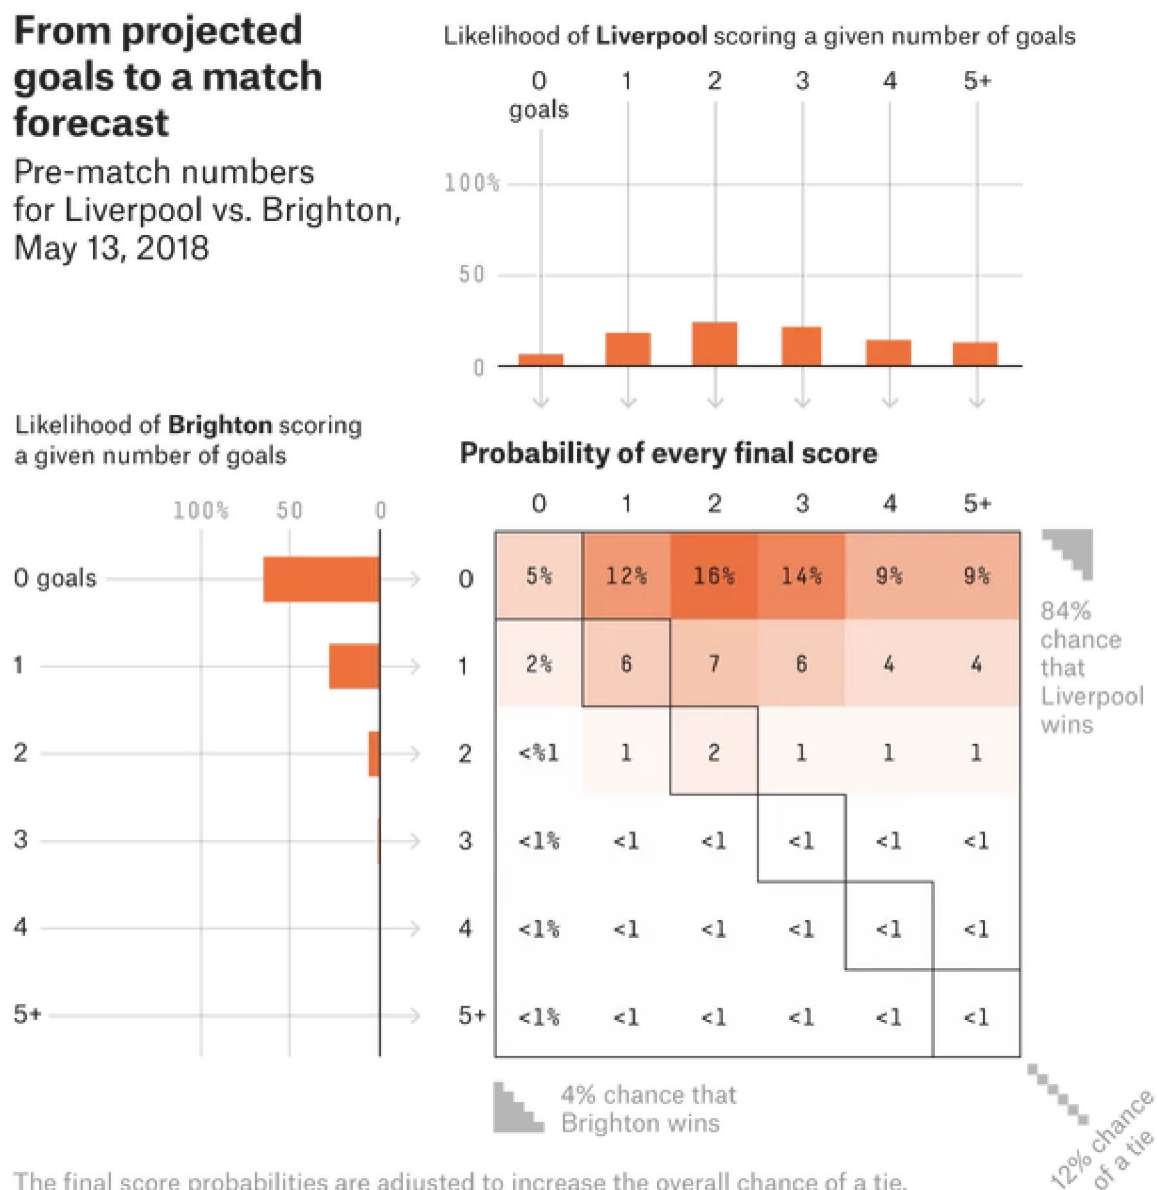 From projected
goals to a match
forecast
Pre-match numbers
for Liverpool vs. Brighton,
May 13, 2018
Likelihood of Liverpool scoring a given number of goals
0 1 2 3 4 5+
goals
100%
50
0
Likelihood of Brighton scoring
a given number of goals
100% 50 0
0 goals
1
2
3
4
5+
Probability of every final score
0 1 2 3 4 5+
0 5% 12% 16% 14% 9% 9%
1 2% 6 7 6 4 4
2 <%1 1 2 1 1 1
3 <1% <1 <1 <1 <1 <1
4 <1% <1 <1 <1 <1 <1
5+ <1% <1 <1 <1 <1 <1
84%
chance
that
Liverpool
wins
4% chance that
Brighton wins
12% chance
of a tie
The final score probabilities are adjusted to increase the overall chance of a tie.